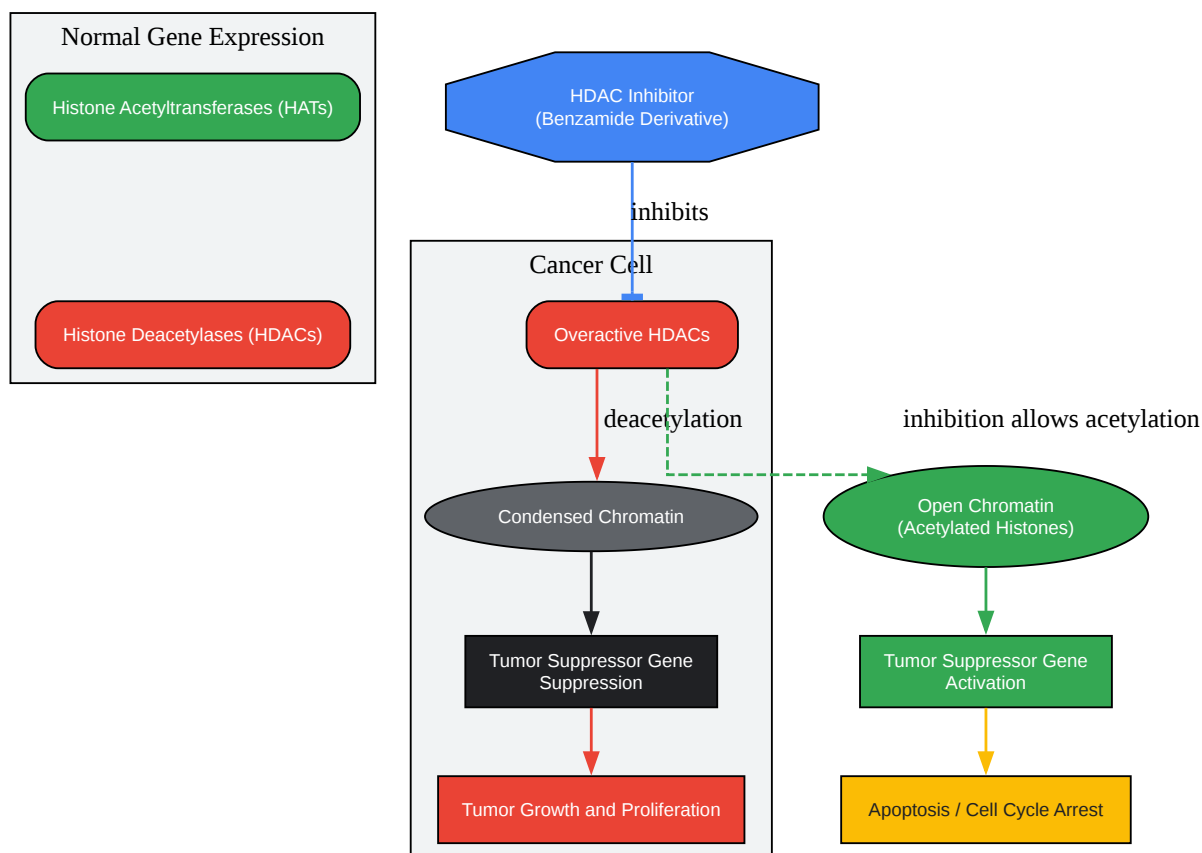 Normal Gene Expression
Histone Acetyltransferases (HATs)
Histone Deacetylases (HDACs)
HDAC Inhibitor
(Benzamide Derivative)
inhibits
Cancer Cell
Overactive HDACs
deacetylation
inhibition allows acetylation
Condensed Chromatin
Open Chromatin
(Acetylated Histones)
Tumor Suppressor Gene
Suppression
Tumor Suppressor Gene
Activation
Tumor Growth and Proliferation
Apoptosis / Cell Cycle Arrest